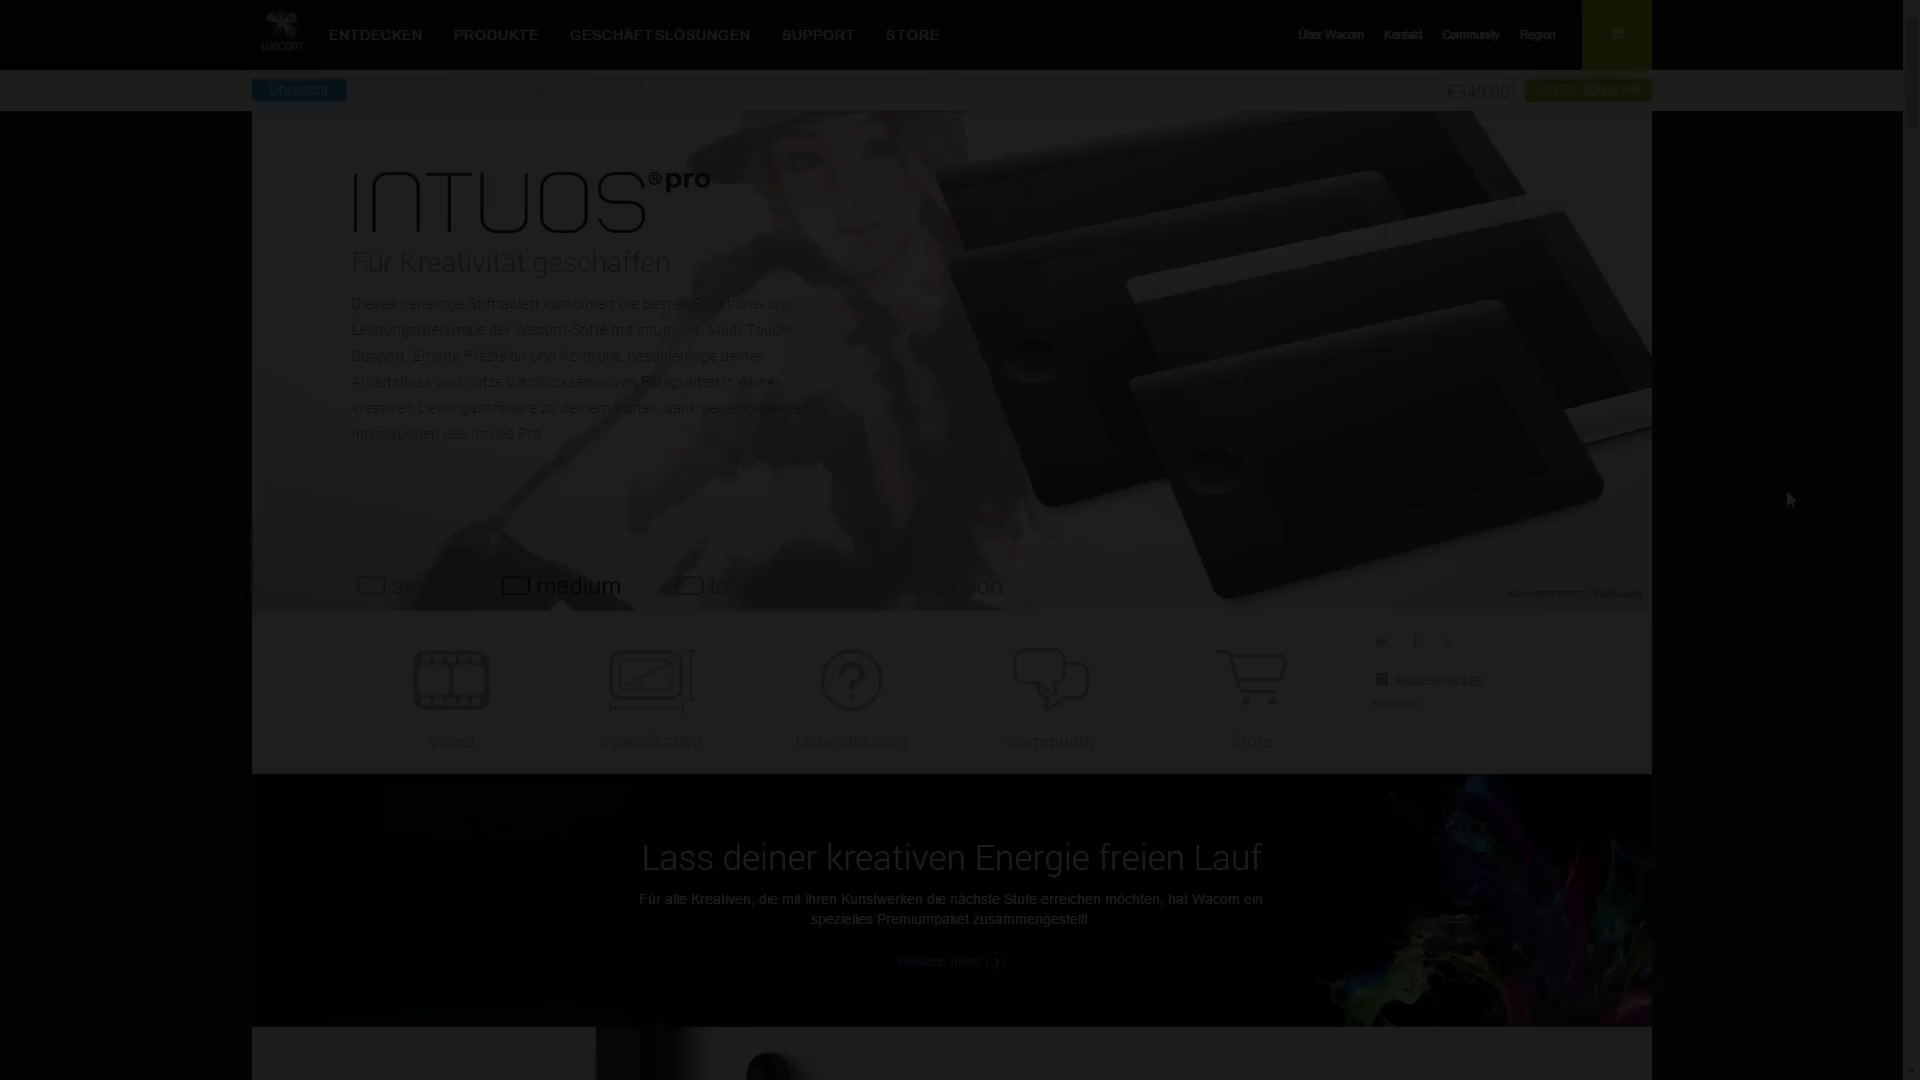 wacom
ENTDECKEN PRODUKTE GESCHÄFTSLÖSUNGEN SUPPORT STORE
Über Wacom Kontakt Community Region
Übersicht
€349.90 JETZT KAUFEN
INTUOS®pro
Für Kreativität geschaffen
Dieses neuartige Stifttablett kombiniert die besten Funktions- und
Leistungsmerkmale der Wacom-Stifte mit intuitivem Multi-Touch-
Support. Erhalte Präzision und Kontrolle, beschleunige deinen
Arbeitsfluss und nutze die drucksensitiven Fähigkeiten in deiner
kreativen Lieblingssoftware zu deinem Vorteil, dank der
Innovationen des Intuos Pro.
medium
Video Spezifikation Unterstützung Community Store
EINZELHÄNDLER
SUCHEN
Lass deiner kreativen Energie freien Lauf
Für alle Kreativen, die mit ihren Kunstwerken die nächste Stufe erreichen möchten, hat Wacom ein
spezielles Premiumpaket zusammengestellt.
Weitere Infos